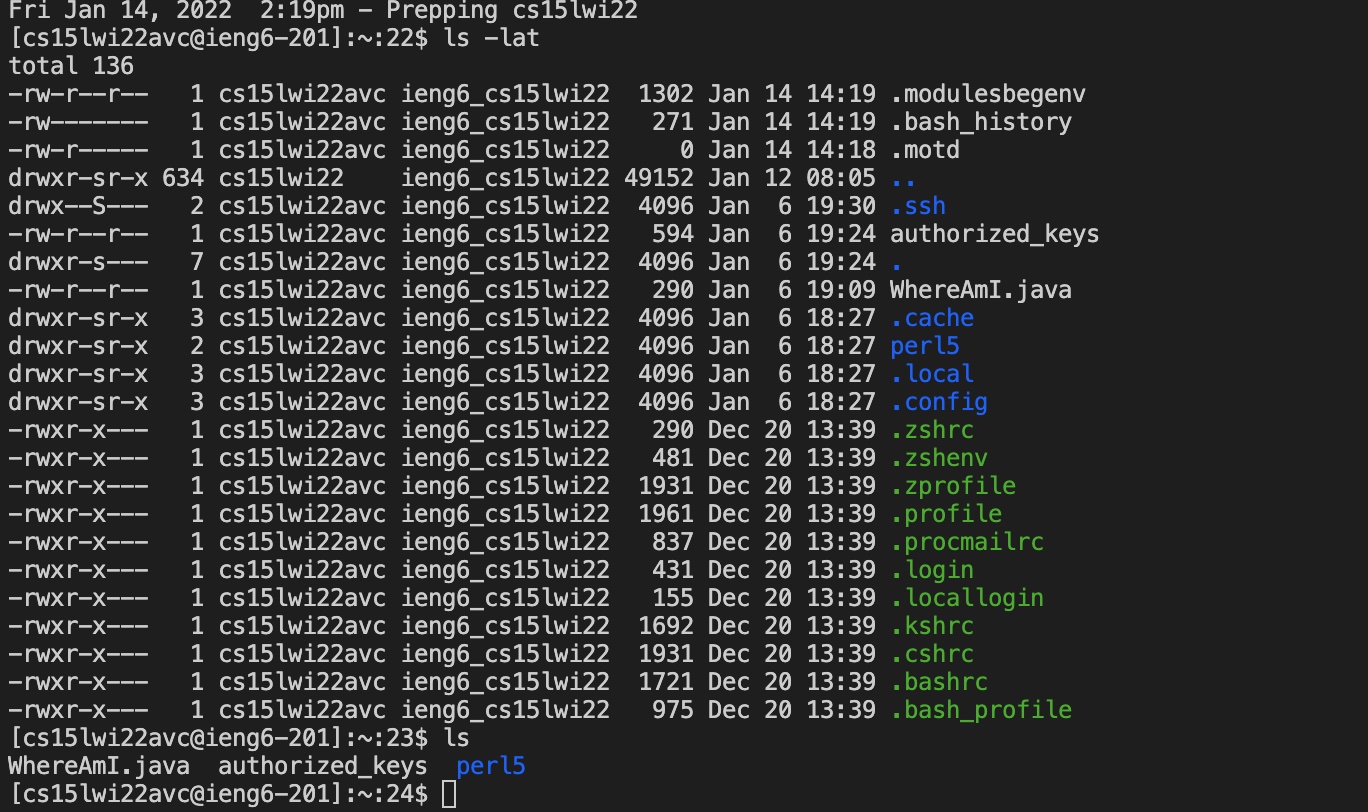 Fri Jan 14, 2022  2:19pm - Prepping cs15lwi22
[cs15lwi22avc@ieng6-201]:~:22$ ls -lat
total 136
-rw-r--r--   1 cs15lwi22avc ieng6_cs15lwi22  1302 Jan 14 14:19 .modulesbegenv
-rw-------   1 cs15lwi22avc ieng6_cs15lwi22   271 Jan 14 14:19 .bash_history
-rw-r-----   1 cs15lwi22avc ieng6_cs15lwi22     0 Jan 14 14:18 .motd
drwxr-sr-x 634 cs15lwi22    ieng6_cs15lwi22 49152 Jan 12 08:05 ..
drwx--S---   2 cs15lwi22avc ieng6_cs15lwi22  4096 Jan  6 19:30 .ssh
-rw-r--r--   1 cs15lwi22avc ieng6_cs15lwi22   594 Jan  6 19:24 authorized_keys
drwxr-s---   7 cs15lwi22avc ieng6_cs15lwi22  4096 Jan  6 19:24 .
-rw-r--r--   1 cs15lwi22avc ieng6_cs15lwi22   290 Jan  6 19:09 WhereAmI.java
drwxr-sr-x   3 cs15lwi22avc ieng6_cs15lwi22  4096 Jan  6 18:27 .cache
drwxr-sr-x   2 cs15lwi22avc ieng6_cs15lwi22  4096 Jan  6 18:27 perl5
drwxr-sr-x   3 cs15lwi22avc ieng6_cs15lwi22  4096 Jan  6 18:27 .local
drwxr-sr-x   3 cs15lwi22avc ieng6_cs15lwi22  4096 Jan  6 18:27 .config
-rwxr-x---   1 cs15lwi22avc ieng6_cs15lwi22   290 Dec 20 13:39 .zshrc
-rwxr-x---   1 cs15lwi22avc ieng6_cs15lwi22   481 Dec 20 13:39 .zshenv
-rwxr-x---   1 cs15lwi22avc ieng6_cs15lwi22  1931 Dec 20 13:39 .zprofile
-rwxr-x---   1 cs15lwi22avc ieng6_cs15lwi22  1961 Dec 20 13:39 .profile
-rwxr-x---   1 cs15lwi22avc ieng6_cs15lwi22   837 Dec 20 13:39 .procmailrc
-rwxr-x---   1 cs15lwi22avc ieng6_cs15lwi22   431 Dec 20 13:39 .login
-rwxr-x---   1 cs15lwi22avc ieng6_cs15lwi22   155 Dec 20 13:39 .locallogin
-rwxr-x---   1 cs15lwi22avc ieng6_cs15lwi22  1692 Dec 20 13:39 .kshrc
-rwxr-x---   1 cs15lwi22avc ieng6_cs15lwi22  1931 Dec 20 13:39 .cshrc
-rwxr-x---   1 cs15lwi22avc ieng6_cs15lwi22  1721 Dec 20 13:39 .bashrc
-rwxr-x---   1 cs15lwi22avc ieng6_cs15lwi22   975 Dec 20 13:39 .bash_profile
[cs15lwi22avc@ieng6-201]:~:23$ ls
WhereAmI.java  authorized_keys  perl5
[cs15lwi22avc@ieng6-201]:~:24$